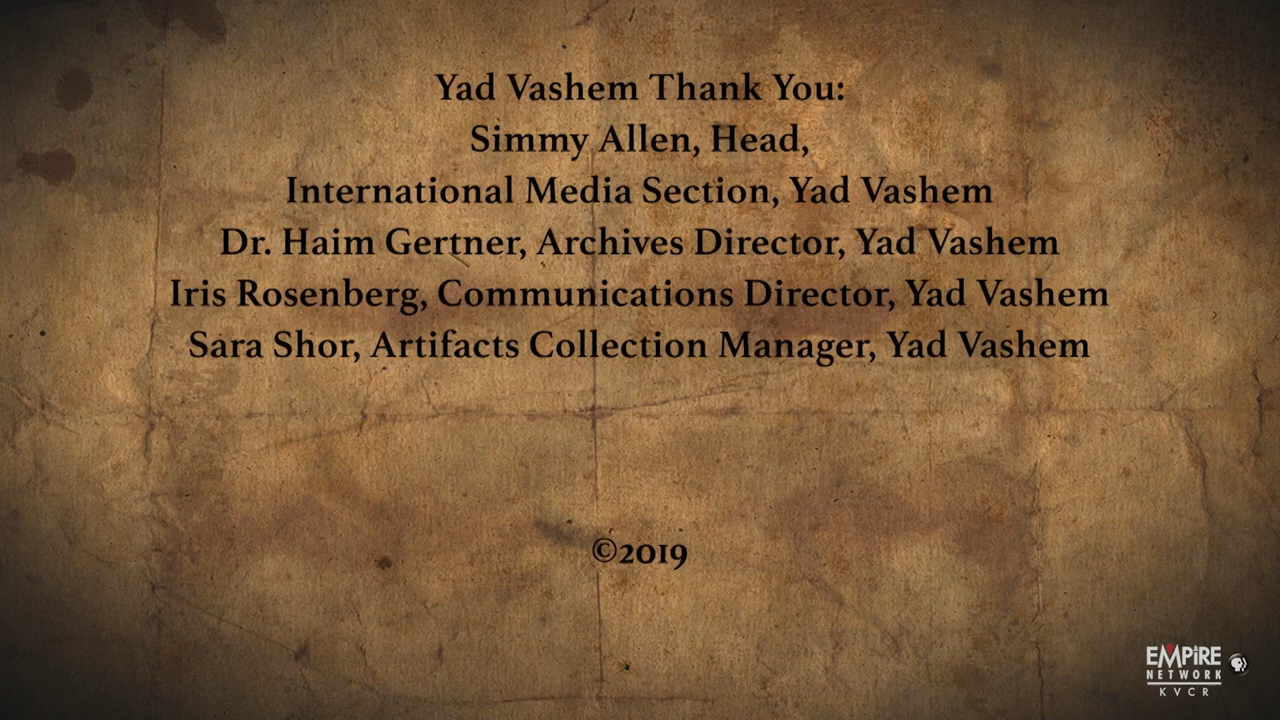 Yad Vashem Thank You:
Simmy Allen, Head,
International Media Section, Yad Vashem
Dr. Haim Gertner, Archives Director, Yad Vashem
Iris Rosenberg, Communications Director, Yad Vashem
Sara Shor, Artifacts Collection Manager, Yad Vashem
©2019
EMPIRE
NETWORK
KVCR